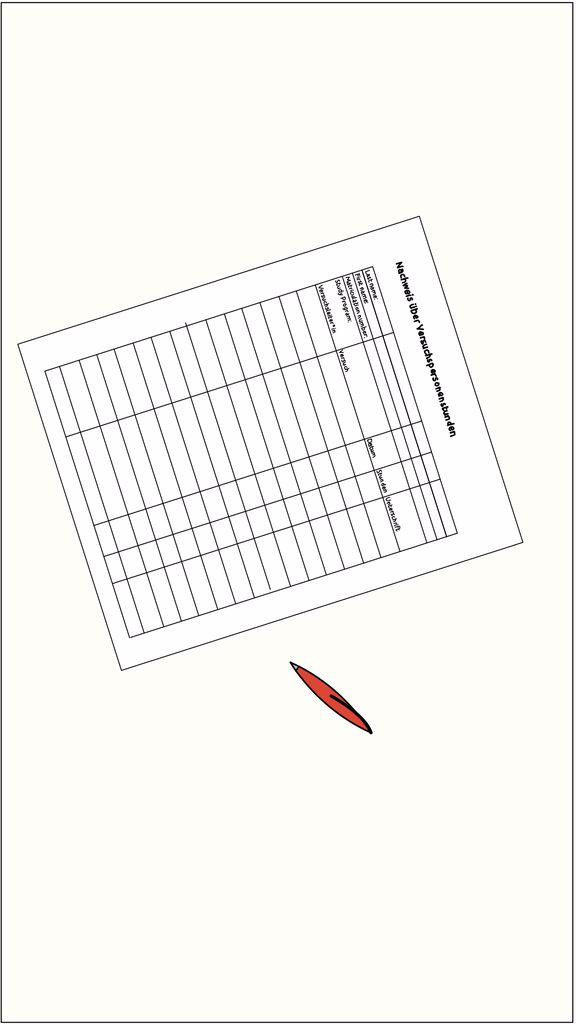 Nachweis über Versuchspersonenstunden
Last name:
First name:
Matriculation number:
Study Program:
Versuchsleiter*in Versuch Datum Stunden Unterschrift